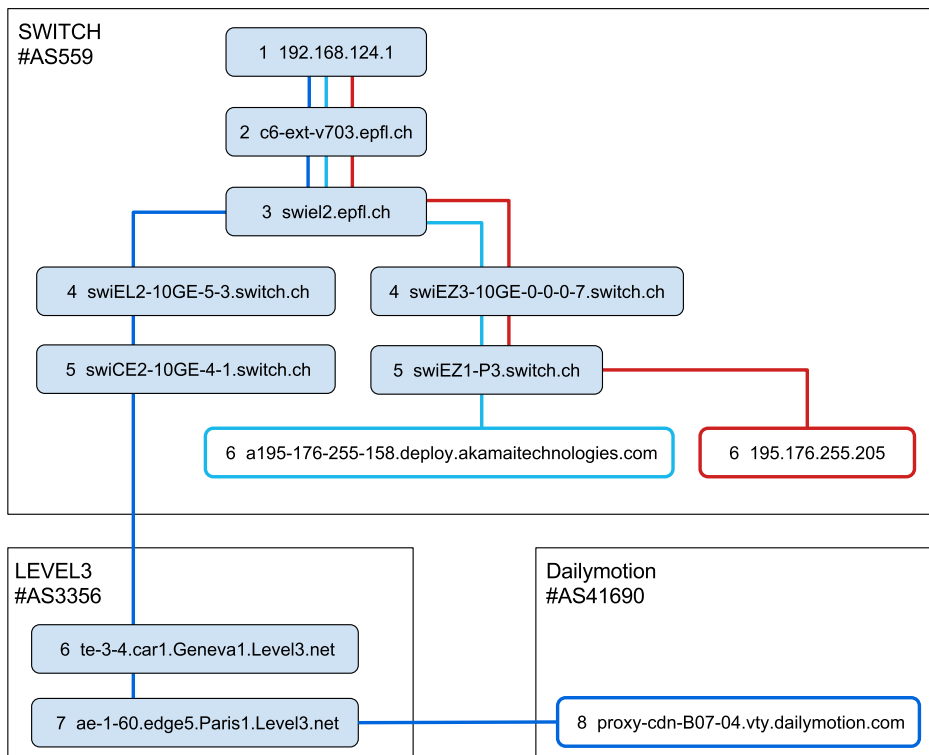 SWITCH
#AS559
1 192.168.124.1
2 c6-ext-v703.epfl.ch
3 swiel2.epfl.ch
4 swiEL2-10GE-5-3.switch.ch
4 swiEZ3-10GE-0-0-0-7.switch.ch
5 swiCE2-10GE-4-1.switch.ch
5 swiEZ1-P3.switch.ch
6 a195-176-255-158.deploy.akamaitechnologies.com
6 195.176.255.205
LEVEL3
#AS3356
6 te-3-4.car1.Geneva1.Level3.net
7 ae-1-60.edge5.Paris1.Level3.net
Dailymotion
#AS41690
8 proxy-cdn-B07-04.vty.dailymotion.com